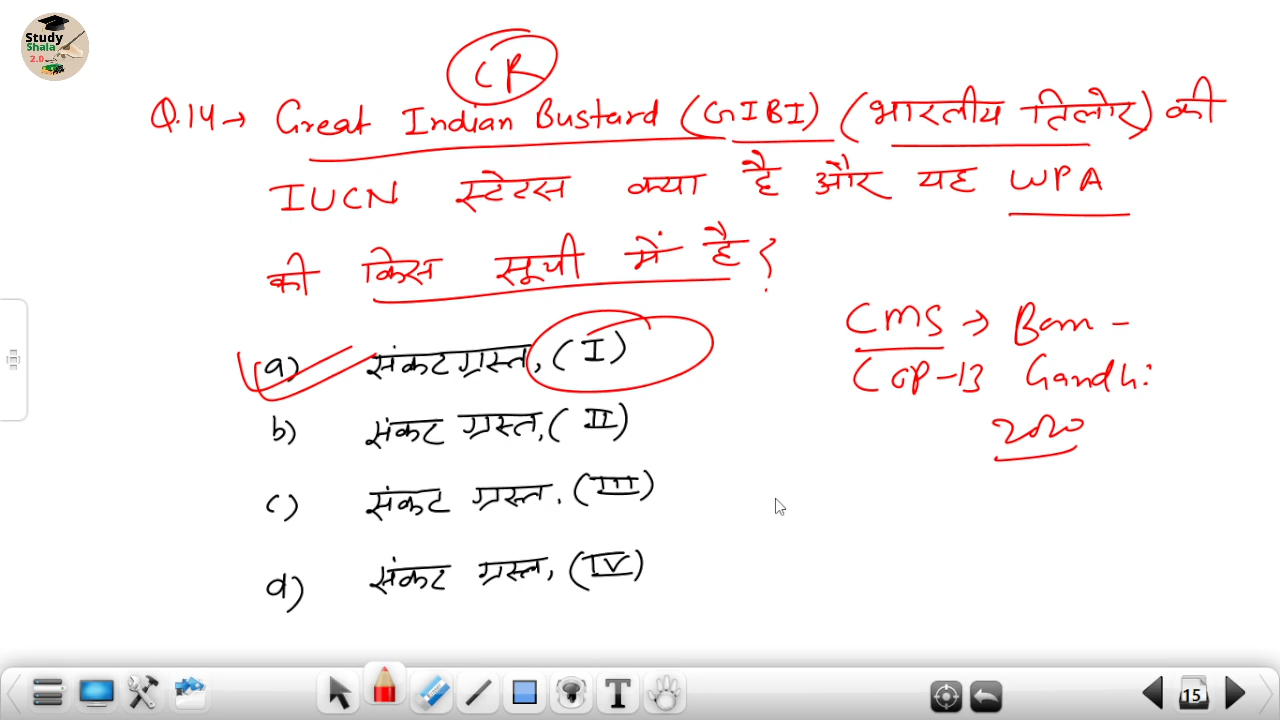 Study
Shala
2.0
CR
Q.14→ Great Indian Bustard (GIBI) (भारतीय तिलोर) की
IUCN स्टेटस क्या है और यह WPA
की किस सूची में है?
a) संकटग्रस्त, (I)
b) संकट ग्रस्त, (II)
c) संकट ग्रस्त, (III)
d) संकट ग्रस्त, (IV)
CMS → Bonn -
COP-13 Gandhi
2020
15